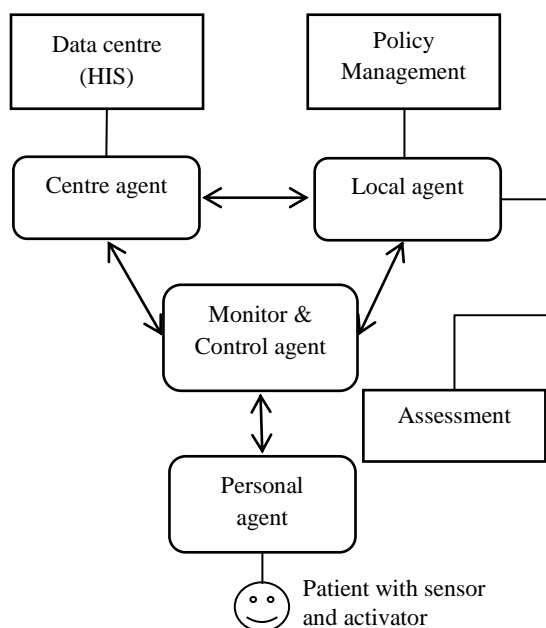 Data centre
(HIS)
Policy
Management
Centre agent
Local agent
Monitor &
Control agent
Assessment
Personal
agent
Patient with sensor
and activator